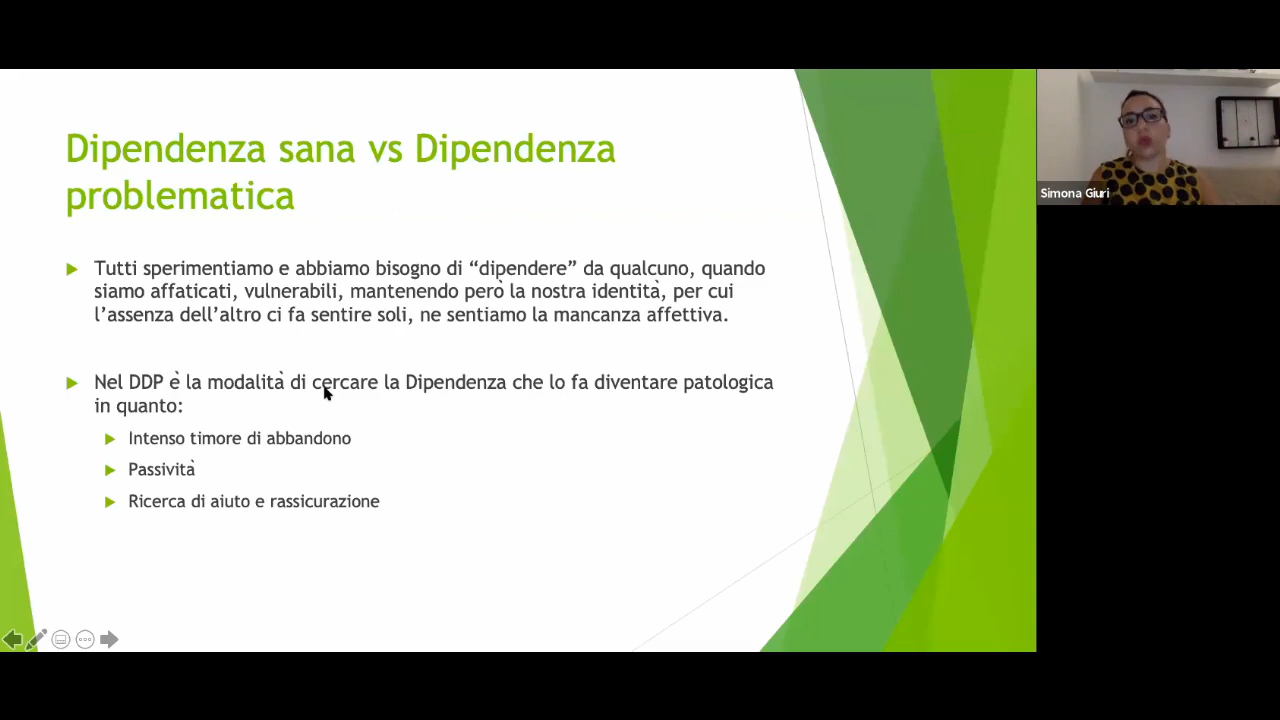 Dipendenza sana vs Dipendenza
problematica
Tutti sperimentiamo e abbiamo bisogno di “dipendere” da qualcuno, quando
siamo affaticati, vulnerabili, mantenendo però la nostra identità, per cui
l’assenza dell’altro ci fa sentire soli, ne sentiamo la mancanza affettiva.
Nel DDP è la modalità di cercare la Dipendenza che lo fa diventare patologica
in quanto:
Intenso timore di abbandono
Passività
Ricerca di aiuto e rassicurazione
Simona Giuri